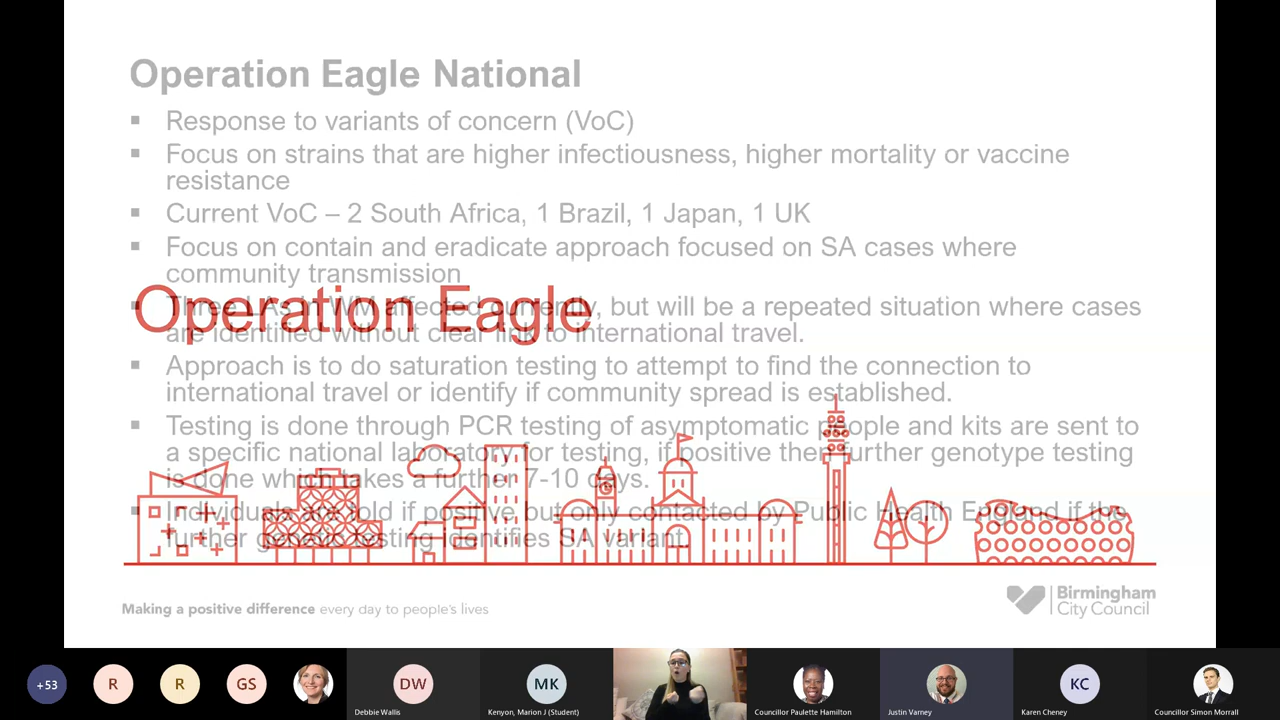 Operation Eagle National
Response to variants of concern (VoC)
Focus on strains that are higher infectiousness, higher mortality or vaccine
resistance
Current VoC – 2 South Africa, 1 Brazil, 1 Japan, 1 UK
Focus on contain and eradicate approach focused on SA cases where
community transmission
Three LAs in WM affected currently, but will be a repeated situation where cases
are identified without clear link to international travel.
Operation Eagle
Approach is to do saturation testing to attempt to find the connection to
international travel or identify if community spread is established.
Testing is done through PCR testing of asymptomatic people and kits are sent to
a specific national laboratory for testing, if positive then further genotype testing
is done which takes a further 7-10 days.
Individuals are told if positive but only contacted by Public Health England if the
further genetic testing identifies SA variant.
Making a positive difference every day to people's lives
Birmingham
City Council
+53
R
R
GS
DW
Debbie Wallis
MK
Kenyon, Marion J (Student)
Councillor Paulette Hamilton
Justin Varney
KC
Karen Cheney
Councillor Simon Morrall